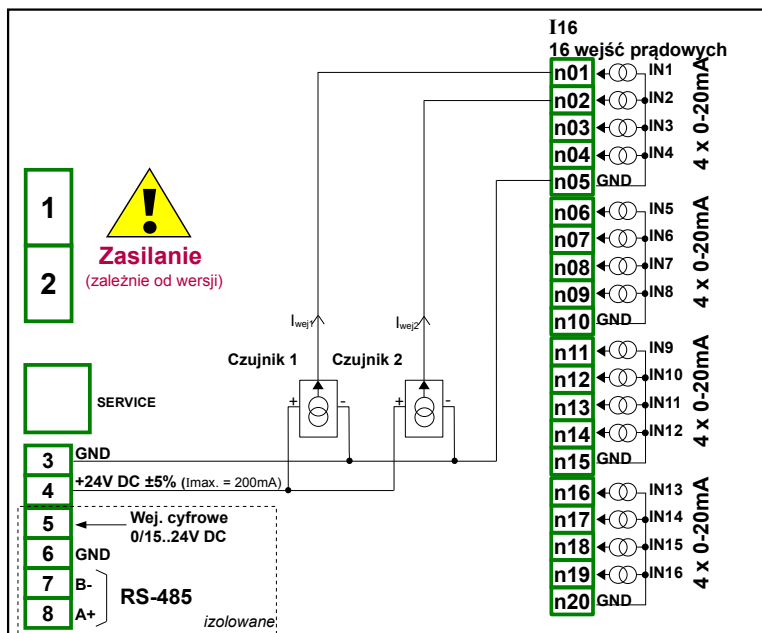 I16
16 wejść prądowych
n01 IN1
n02 IN2
n03 IN3
n04 IN4
n05 GND
4 x 0-20mA
n06 IN5
n07 IN6
n08 IN7
n09 IN8
n10 GND
4 x 0-20mA
n11 IN9
n12 IN10
n13 IN11
n14 IN12
n15 GND
4 x 0-20mA
n16 IN13
n17 IN14
n18 IN15
n19 IN16
n20 GND
4 x 0-20mA
1
2
!
Zasilanie
(zależnie od wersji)
Iwej1
Iwej2
Czujnik 1
Czujnik 2
+ -
+ -
SERVICE
3 GND
4 +24V DC ±5% (Imax. = 200mA)
5 Wej. cyfrowe
0/15..24V DC
6 GND
7 B-
8 A+
RS-485
izolowane